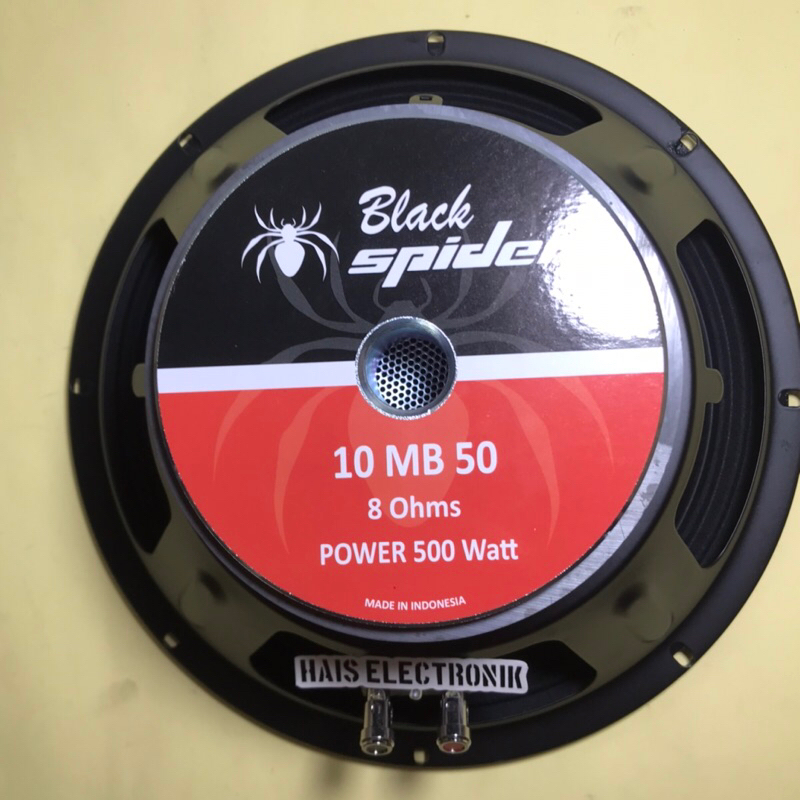 Black
spider
10 MB 50
8 Ohms
POWER 500 Watt
MADE IN INDONESIA
HAIS ELECTRONIK